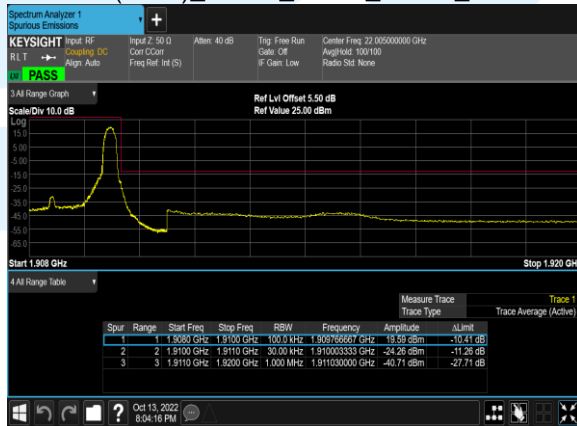 Spectrum Analyzer 1
Spurious Emissions
+
KEYSIGHT Input: RF Input Z: 50 Ω Atten: 40 dB Trig: Free Run Center Freq: 22.005000000 GHz
RLT Coupling: DC Corr CCorr Gate: Off Avg|Hold: 100/100
Align: Auto Freq Ref: Int (S) IF Gain: Low Radio Std: None
LW PASS
3 All Range Graph
Ref Lvl Offset 5.50 dB
Scale/Div 10.0 dB Ref Value 25.00 dBm
Log
15.0
5.00
-5.00
-15.0
-25.0
-35.0
-45.0
-55.0
-65.0
Start 1.908 GHz Stop 1.920 GH
4 All Range Table
Measure Trace Trace 1
Trace Type Trace Average (Active)
Spur Range Start Freq Stop Freq RBW Frequency Amplitude ΔLimit
1 1 1.9080 GHz 1.9100 GHz 100.0 kHz 1.909766667 GHz 19.59 dBm -10.41 dB
2 2 1.9100 GHz 1.9110 GHz 30.00 kHz 1.910003333 GHz -24.26 dBm -11.26 dB
3 3 1.9110 GHz 1.9200 GHz 1.000 MHz 1.911030000 GHz -40.71 dBm -27.71 dB
? Oct 13, 2022
8:04:16 PM